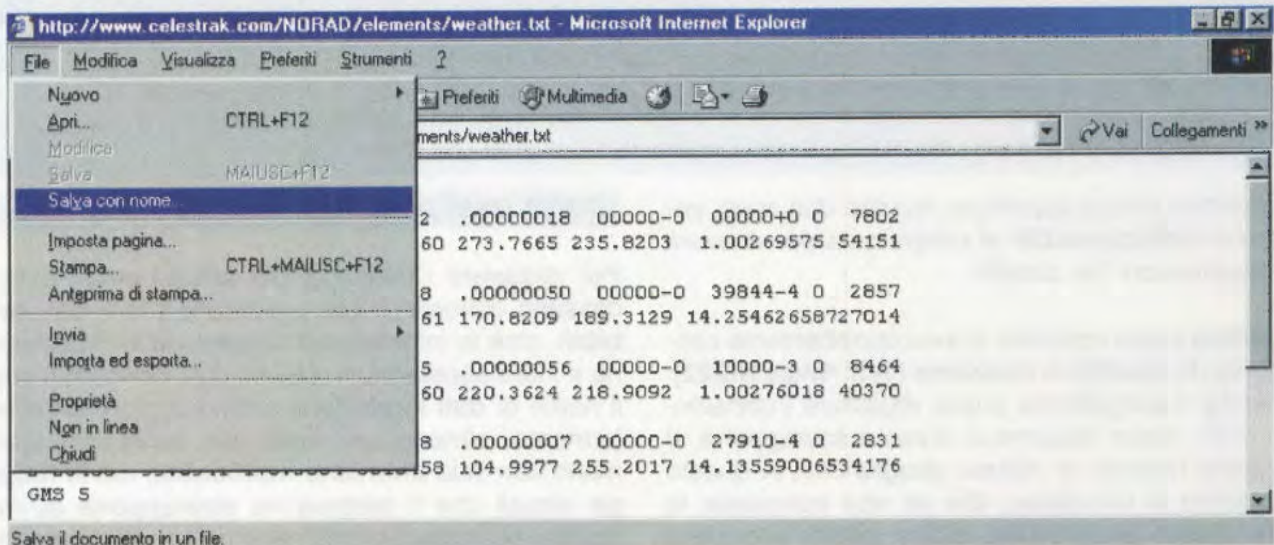 http://www.celestrak.com/NORAD/elements/weather.txt - Microsoft Internet Explorer
File Modifica Visualizza Preferiti Strumenti ?
Preferiti Multimedia
ments/weather.txt Vai Collegamenti »
Nuovo
Apri... CTRL+F12
Modifica
Salva MAIUSC+F12
Salva con nome...
Imposta pagina...
Stampa... CTRL+MAIUSC+F12
Anteprima di stampa...
Invia
Importa ed esporta...
Proprietà
Non in linea
Chiudi
2 .00000018 00000-0 00000+0 0 7802
60 273.7665 235.8203 1.00269575 54151
8 .00000050 00000-0 39844-4 0 2857
61 170.8209 189.3129 14.25462658727014
5 .00000056 00000-0 10000-3 0 8464
60 220.3624 218.9092 1.00276018 40370
8 .00000007 00000-0 27910-4 0 2831
58 104.9977 255.2017 14.13559006534176
GMS 5
Salva il documento in un file.